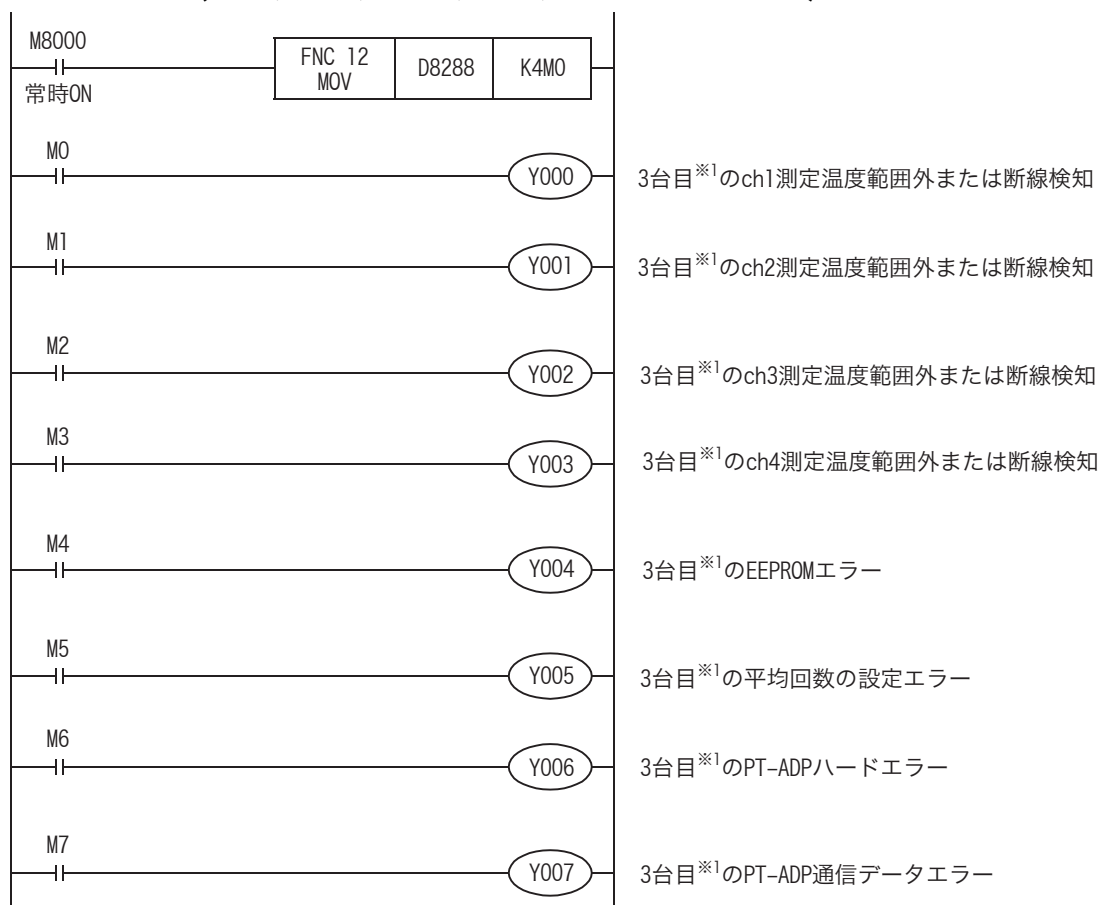 M8000
FNC 12
MOV
D8288
K4M0
常時ON
M0
Y000
3台目※1のch1測定温度範囲外または断線検知
M1
Y001
3台目※1のch2測定温度範囲外または断線検知
M2
Y002
3台目※1のch3測定温度範囲外または断線検知
M3
Y003
3台目※1のch4測定温度範囲外または断線検知
M4
Y004
3台目※1のEEPROMエラー
M5
Y005
3台目※1の平均回数の設定エラー
M6
Y006
3台目※1のPT-ADPハードエラー
M7
Y007
3台目※1のPT-ADP通信データエラー